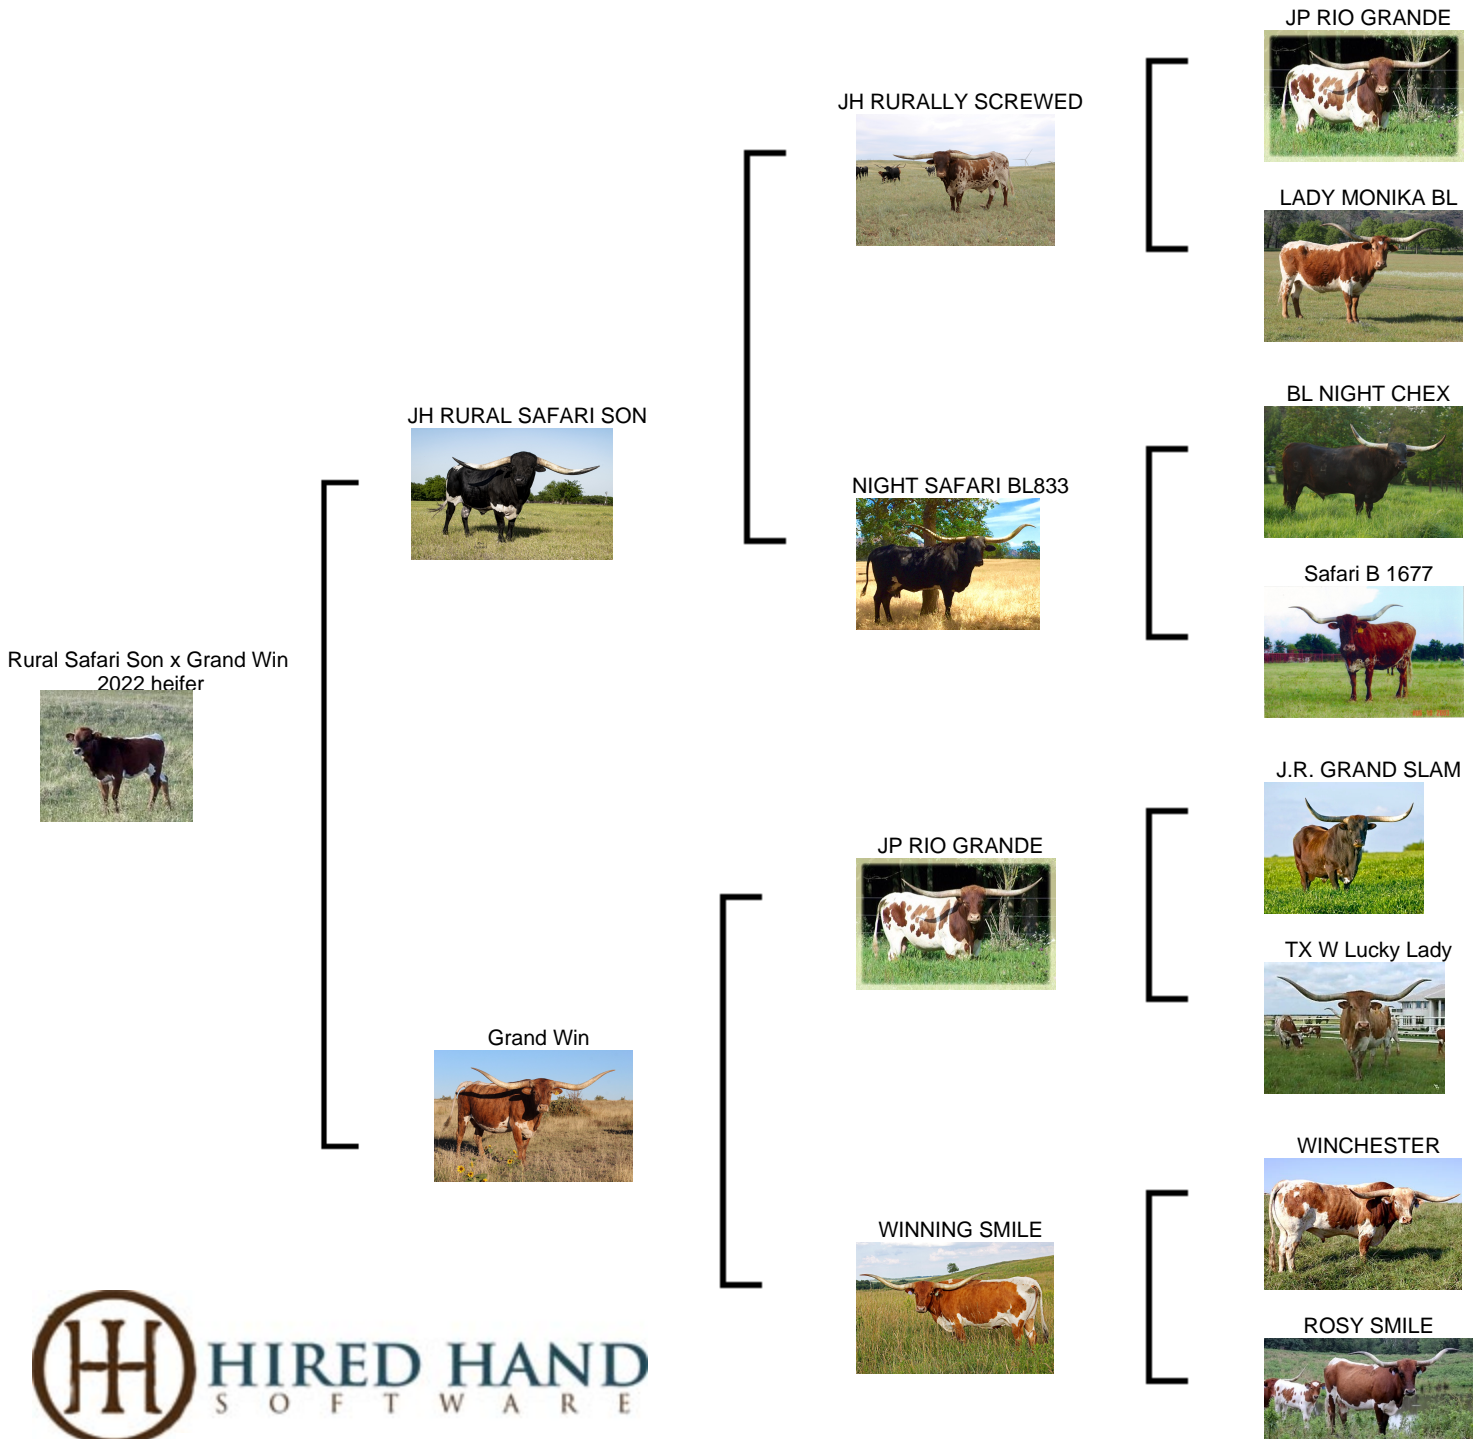 JP RIO GRANDE
JH RURALLY SCREWED
LADY MONIKA BL
BL NIGHT CHEX
JH RURAL SAFARI SON
NIGHT SAFARI BL833
Safari B 1677
Rural Safari Son x Grand Win
2022 heifer
J.R. GRAND SLAM
JP RIO GRANDE
TX W Lucky Lady
Grand Win
WINCHESTER
WINNING SMILE
ROSY SMILE
HIRED HAND
SOFTWARE